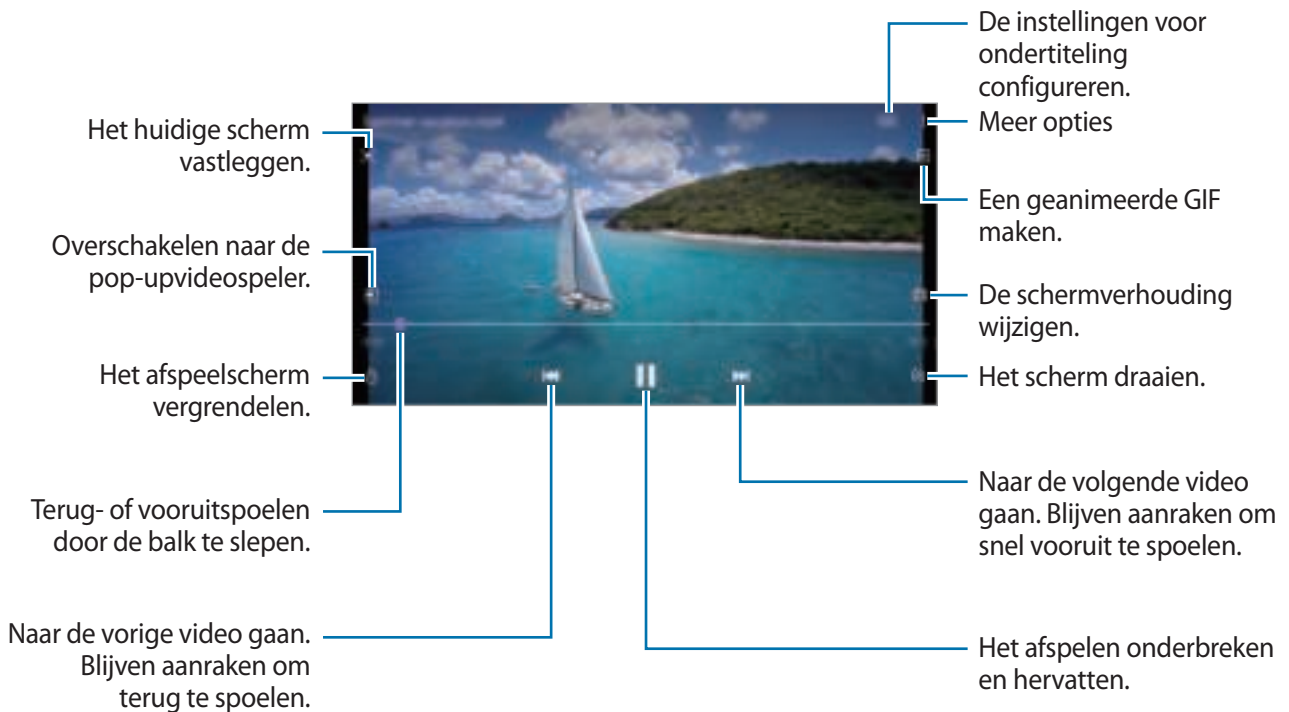 De instellingen voor
ondertiteling
configureren.
Meer opties
Het huidige scherm
vastleggen.
Een geanimeerde GIF
maken.
Overschakelen naar de
pop-upvideospeler.
De schermverhouding
wijzigen.
Het afspeelscherm
vergrendelen.
Het scherm draaien.
Terug- of vooruitspoelen
door de balk te slepen.
Naar de volgende video
gaan. Blijven aanraken om
snel vooruit te spoelen.
Naar de vorige video gaan.
Blijven aanraken om
terug te spoelen.
Het afspelen onderbreken
en hervatten.